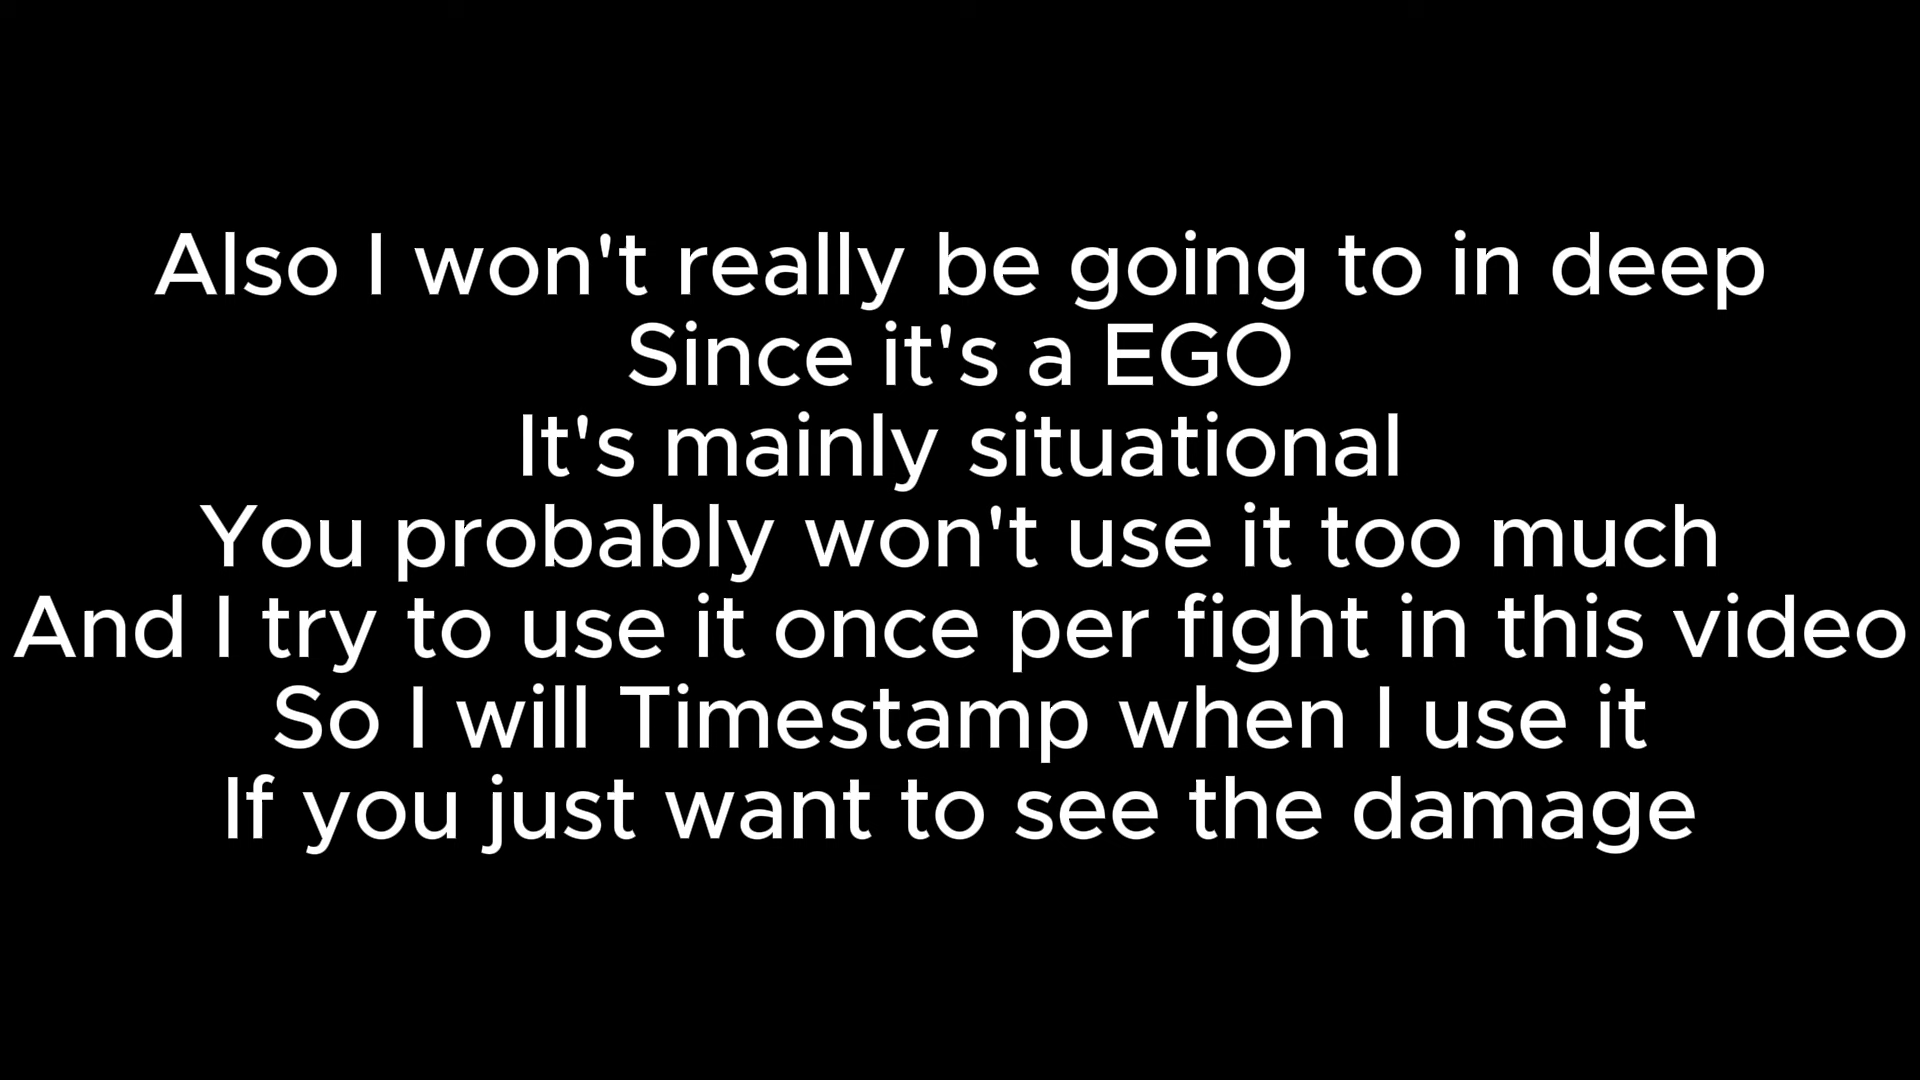 Also I won't really be going to in deep
Since it's a EGO
It's mainly situational
You probably won't use it too much
And I try to use it once per fight in this video
So I will Timestamp when I use it
If you just want to see the damage